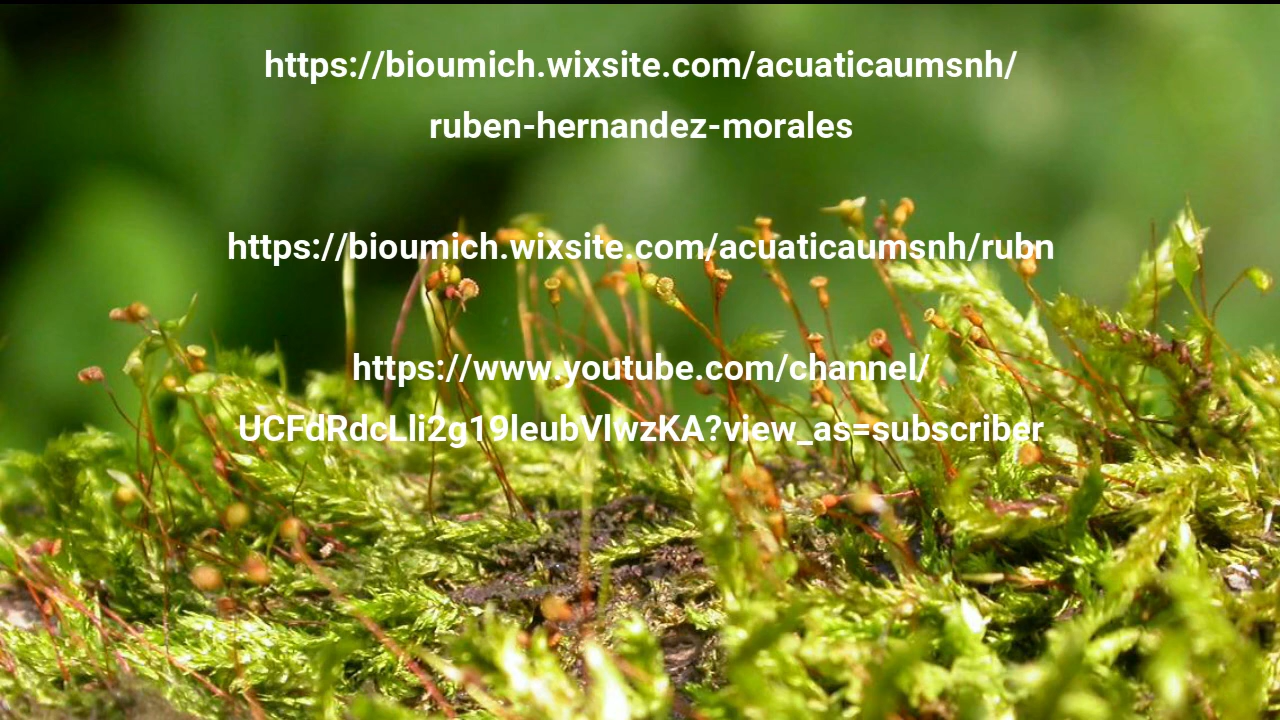 https://bioumich.wixsite.com/acuaticaumsnh/
ruben-hernandez-morales
https://bioumich.wixsite.com/acuaticaumsnh/rubn
https://www.youtube.com/channel/
UCFdRdcLli2g19leubVlwzKA?view_as=subscriber